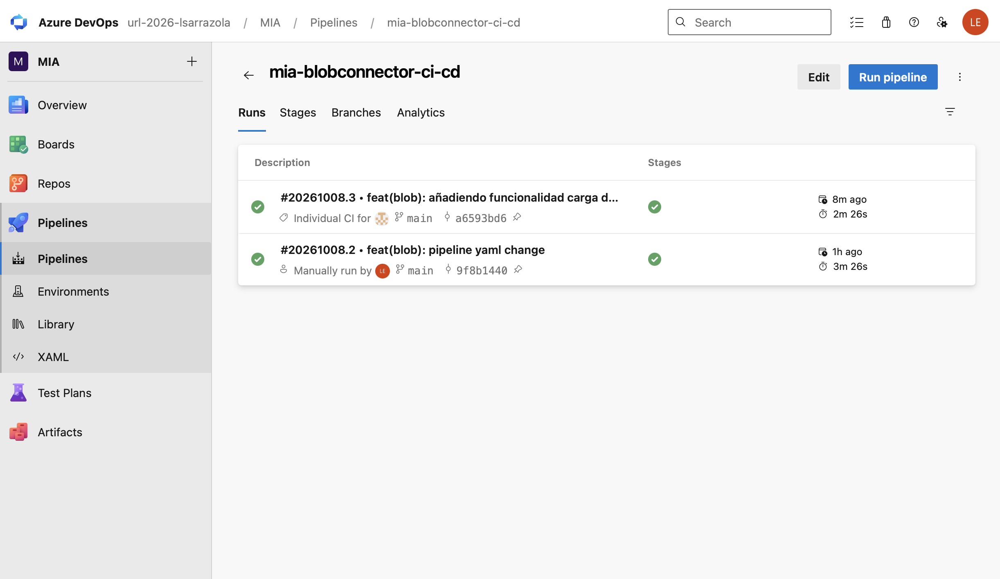 Azure DevOps url-2026-lsarrazola / MIA / Pipelines / mia-blobconnector-ci-cd
Search
LE
M MIA
Overview
Boards
Repos
Pipelines
Pipelines
Environments
Library
XAML
Test Plans
Artifacts
mia-blobconnector-ci-cd
Edit
Run pipeline
Runs Stages Branches Analytics
Description Stages
#20261008.3 • feat(blob): añadiendo funcionalidad carga d...
Individual CI for main a6593bd6
8m ago
2m 26s
#20261008.2 • feat(blob): pipeline yaml change
Manually run by LE main 9f8b1440
1h ago
3m 26s